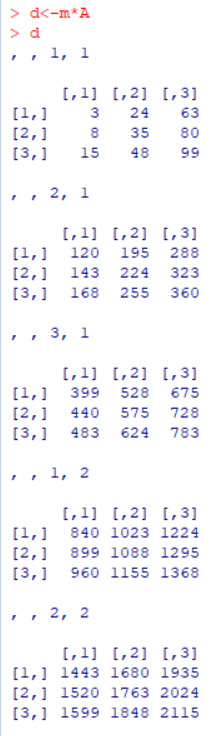 > d<-m*A
> d
, , 1, 1

     [,1] [,2] [,3]
[1,]    3   24   63
[2,]    8   35   80
[3,]   15   48   99

, , 2, 1

     [,1] [,2] [,3]
[1,]  120  195  288
[2,]  143  224  323
[3,]  168  255  360

, , 3, 1

     [,1] [,2] [,3]
[1,]  399  528  675
[2,]  440  575  728
[3,]  483  624  783

, , 1, 2

     [,1] [,2] [,3]
[1,]  840 1023 1224
[2,]  899 1088 1295
[3,]  960 1155 1368

, , 2, 2

     [,1] [,2] [,3]
[1,] 1443 1680 1935
[2,] 1520 1763 2024
[3,] 1599 1848 2115